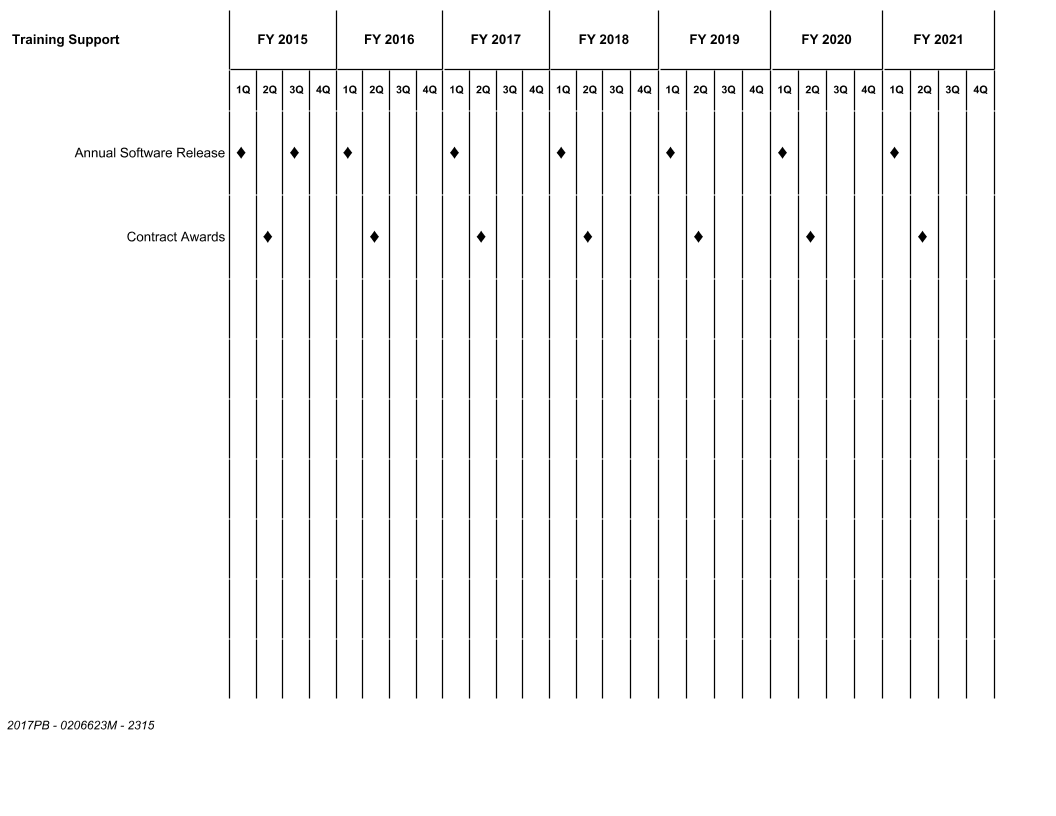 Training Support FY 2015 FY 2016 FY 2017 FY 2018 FY 2019 FY 2020 FY 2021
1Q 2Q 3Q 4Q 1Q 2Q 3Q 4Q 1Q 2Q 3Q 4Q 1Q 2Q 3Q 4Q 1Q 2Q 3Q 4Q 1Q 2Q 3Q 4Q 1Q 2Q 3Q 4Q
Annual Software Release
Contract Awards
2017PB - 0206623M - 2315